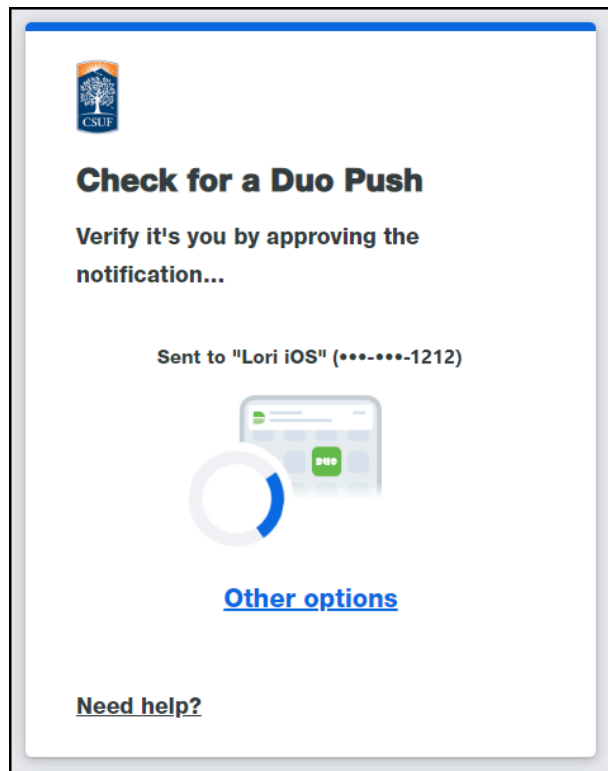 CSUF
Check for a Duo Push
Verify it's you by approving the
notification...
Sent to "Lori iOS" (•••-•••-1212)
DUO
Other options
Need help?